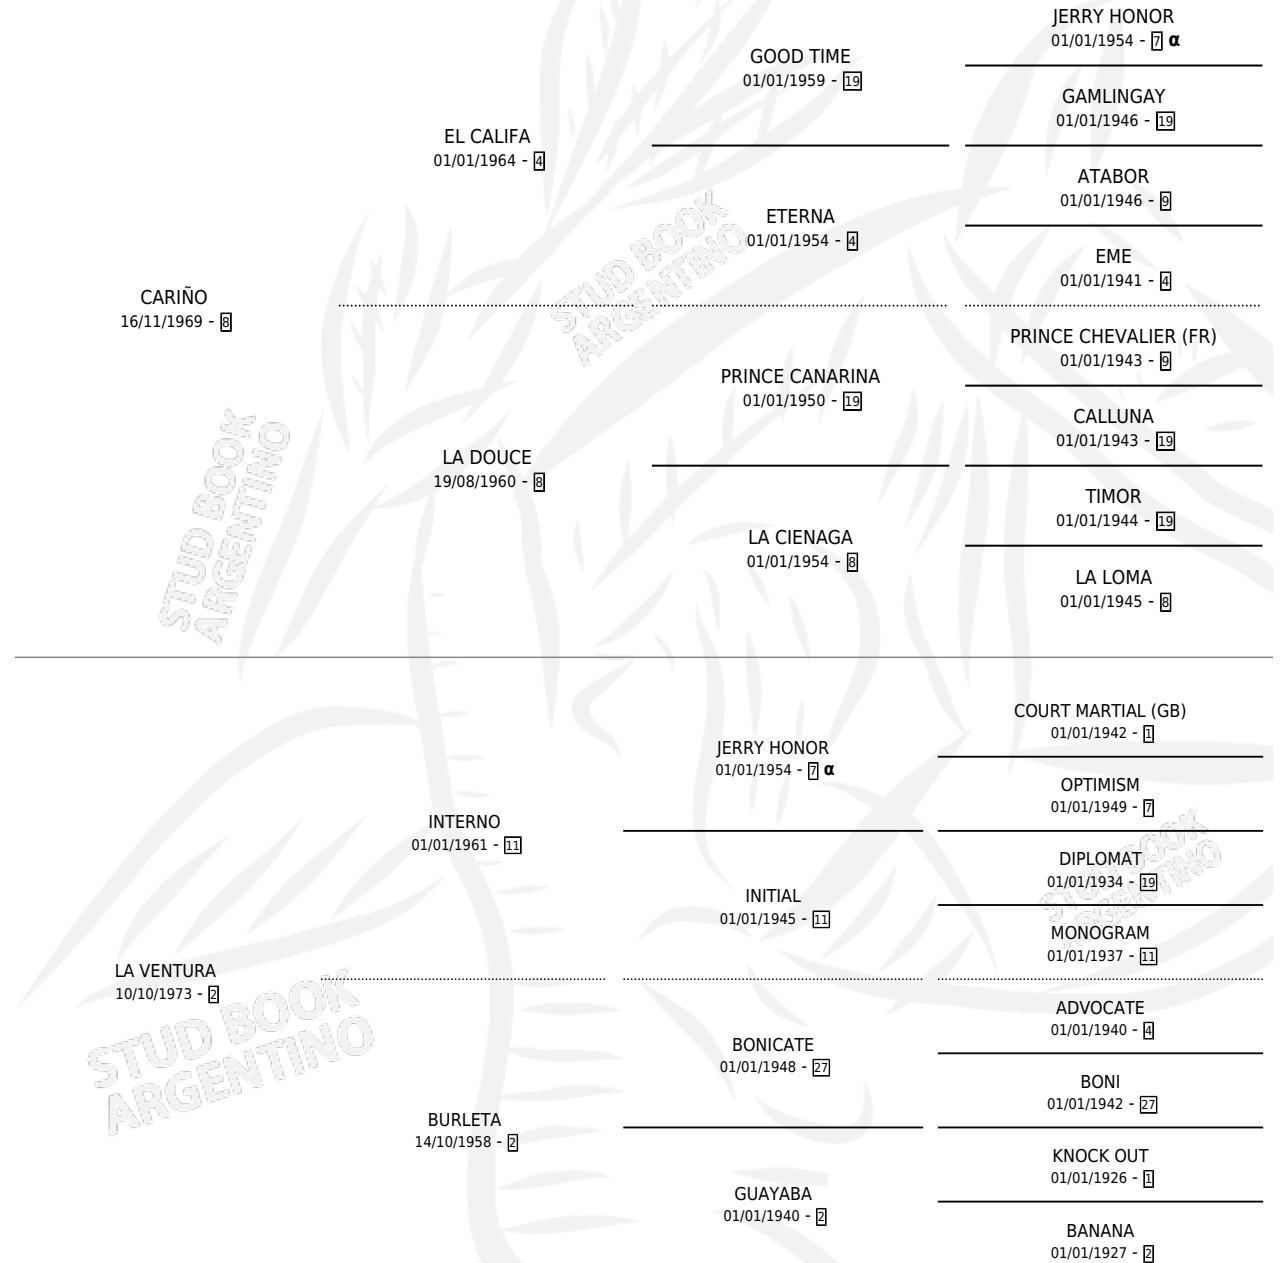 JERRY HONOR
01/01/1954 - 7 α
GOOD TIME
01/01/1959 - 19
GAMLINGAY
01/01/1946 - 19
EL CALIFA
01/01/1964 - 4
ATABOR
01/01/1946 - 9
ETERNA
01/01/1954 - 4
EME
01/01/1941 - 4
CARIÑO
16/11/1969 - 8
PRINCE CHEVALIER (FR)
01/01/1943 - 9
PRINCE CANARINA
01/01/1950 - 19
CALLUNA
01/01/1943 - 19
LA DOUCE
19/08/1960 - 8
TIMOR
01/01/1944 - 19
LA CIENAGA
01/01/1954 - 8
LA LOMA
01/01/1945 - 8
STUD BOOK
ARGENTINO
STUD BOOK
ARGENTINO
COURT MARTIAL (GB)
01/01/1942 - 1
JERRY HONOR
01/01/1954 - 7 α
OPTIMISM
01/01/1949 - 7
INTERNO
01/01/1961 - 11
DIPLOMAT
01/01/1934 - 19
INITIAL
01/01/1945 - 11
MONOGRAM
01/01/1937 - 11
LA VENTURA
10/10/1973 - 2
ADVOCATE
01/01/1940 - 4
BONICATE
01/01/1948 - 27
BONI
01/01/1942 - 27
BURLETA
14/10/1958 - 2
KNOCK OUT
01/01/1926 - 1
GUAYABA
01/01/1940 - 2
BANANA
01/01/1927 - 2
STUD BOOK
ARGENTINO
STUD BOOK
ARGENTINO